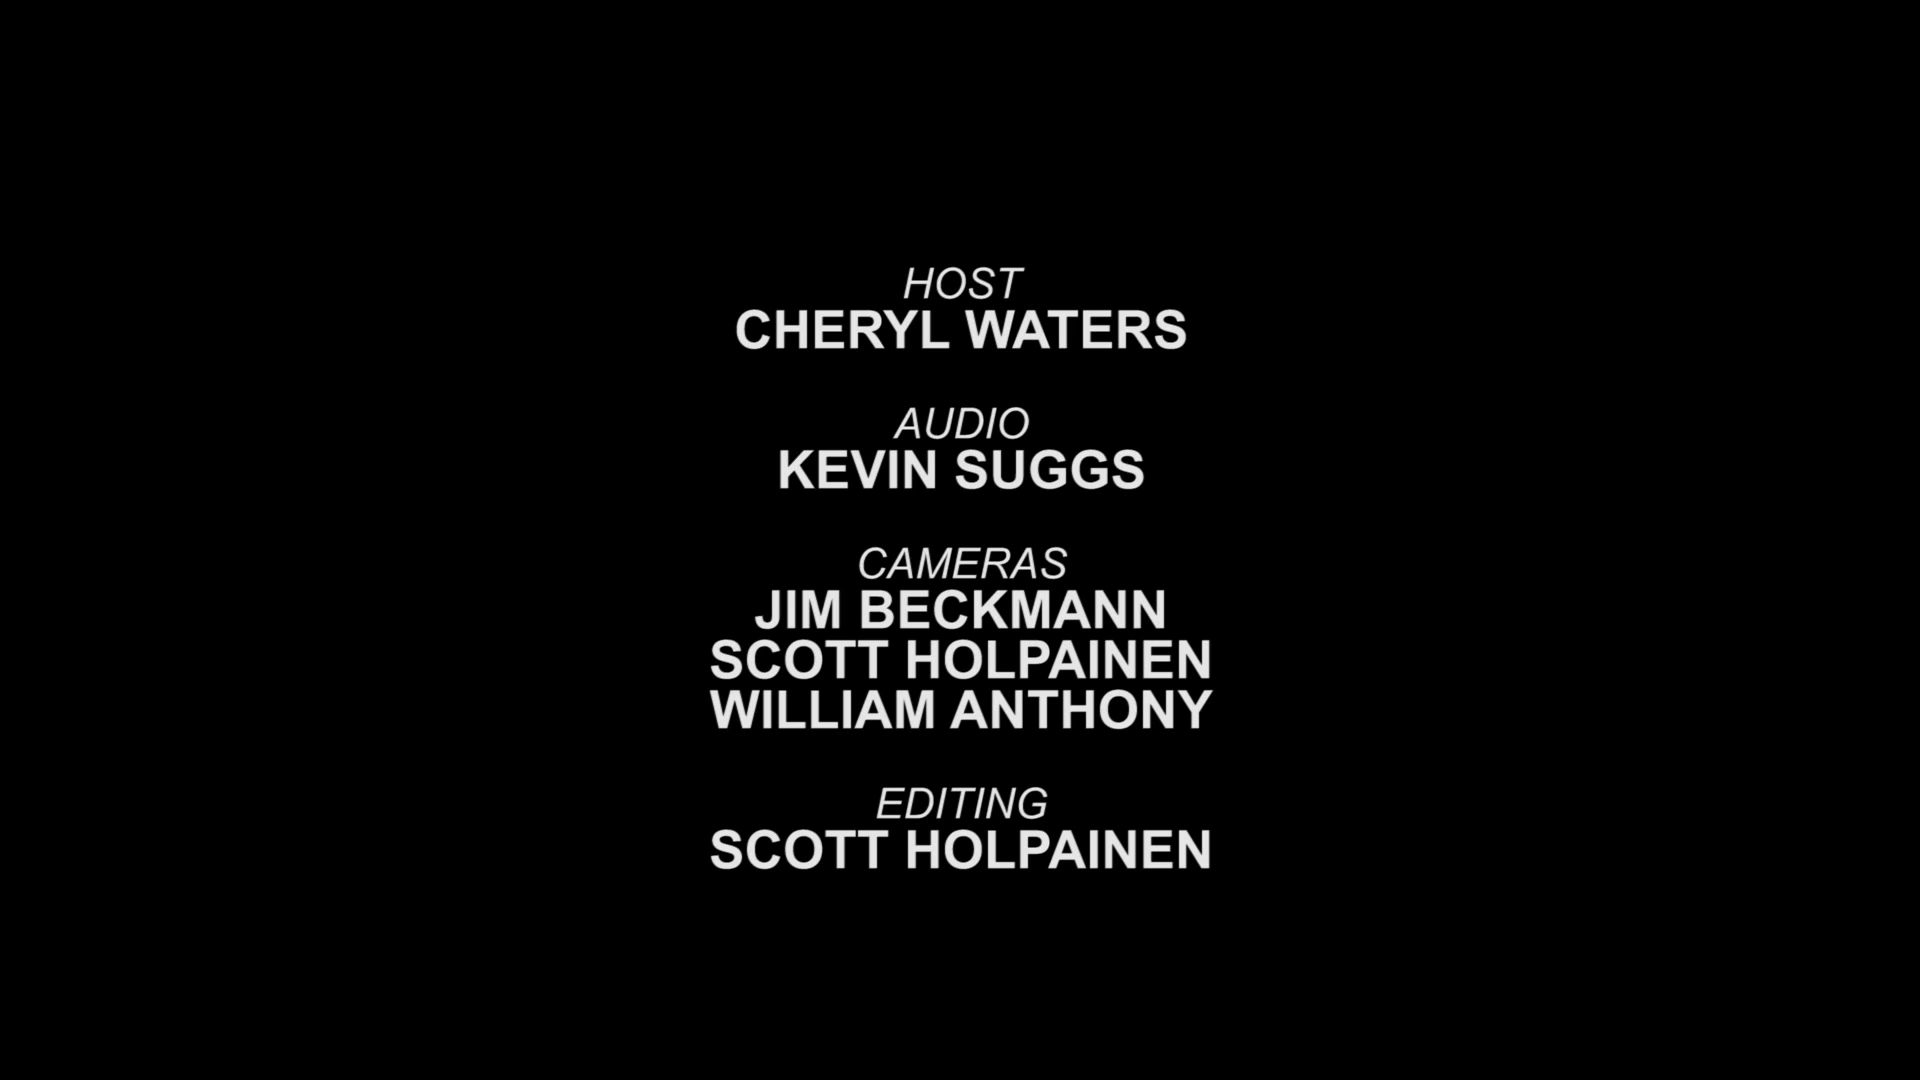 HOST
CHERYL WATERS
AUDIO
KEVIN SUGGS
CAMERAS
JIM BECKMANN
SCOTT HOLPAINEN
WILLIAM ANTHONY
EDITING
SCOTT HOLPAINEN